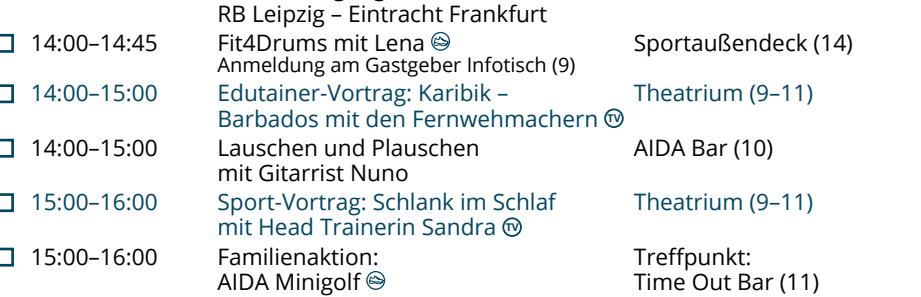 RB Leipzig – Eintracht Frankfurt
14:00–14:45 Fit4Drums mit Lena Sportaußendeck (14)
Anmeldung am Gastgeber Infotisch (9)
14:00–15:00 Edutainer-Vortrag: Karibik – Theatrium (9–11)
Barbados mit den Fernwehmachern TV
14:00–15:00 Lauschen und Plauschen AIDA Bar (10)
mit Gitarrist Nuno
15:00–16:00 Sport-Vortrag: Schlank im Schlaf Theatrium (9–11)
mit Head Trainerin Sandra TV
15:00–16:00 Familienaktion: Treffpunkt:
AIDA Minigolf Time Out Bar (11)